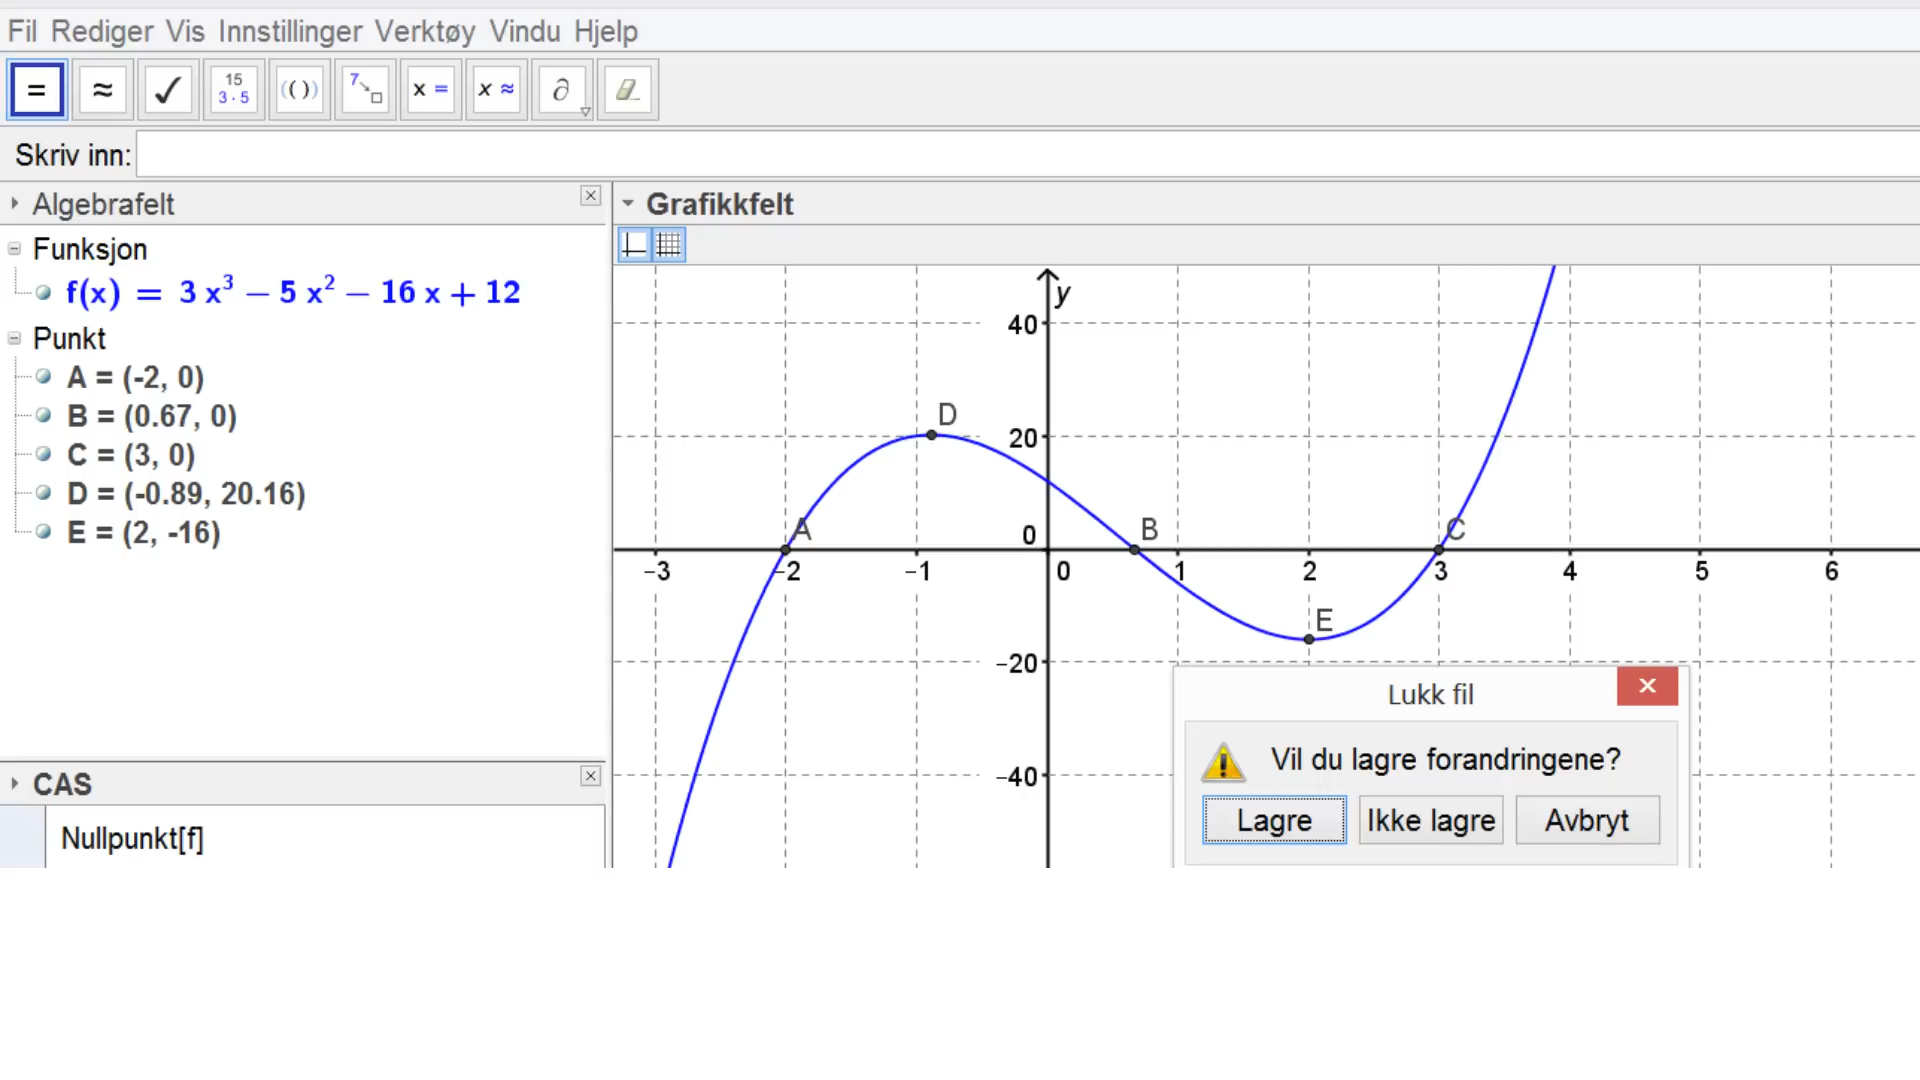 Fil Rediger Vis Innstillinger Verktøy Vindu Hjelp
= ≈ ✓ 15 3·5 (( )) 7 x = x ≈ ∂
Skriv inn:
Algebrafelt
Funksjon
f(x) = 3 x³ − 5 x² − 16 x + 12
Punkt
A = (-2, 0)
B = (0.67, 0)
C = (3, 0)
D = (-0.89, 20.16)
E = (2, -16)
CAS
Nullpunkt[f]
Grafikkfelt
y
40
D
20
A
0
B
C
−3 −2 −1 0 1 2 3 4 5 6
E
−20
−40
Lukk fil
Vil du lagre forandringene?
Lagre Ikke lagre Avbryt